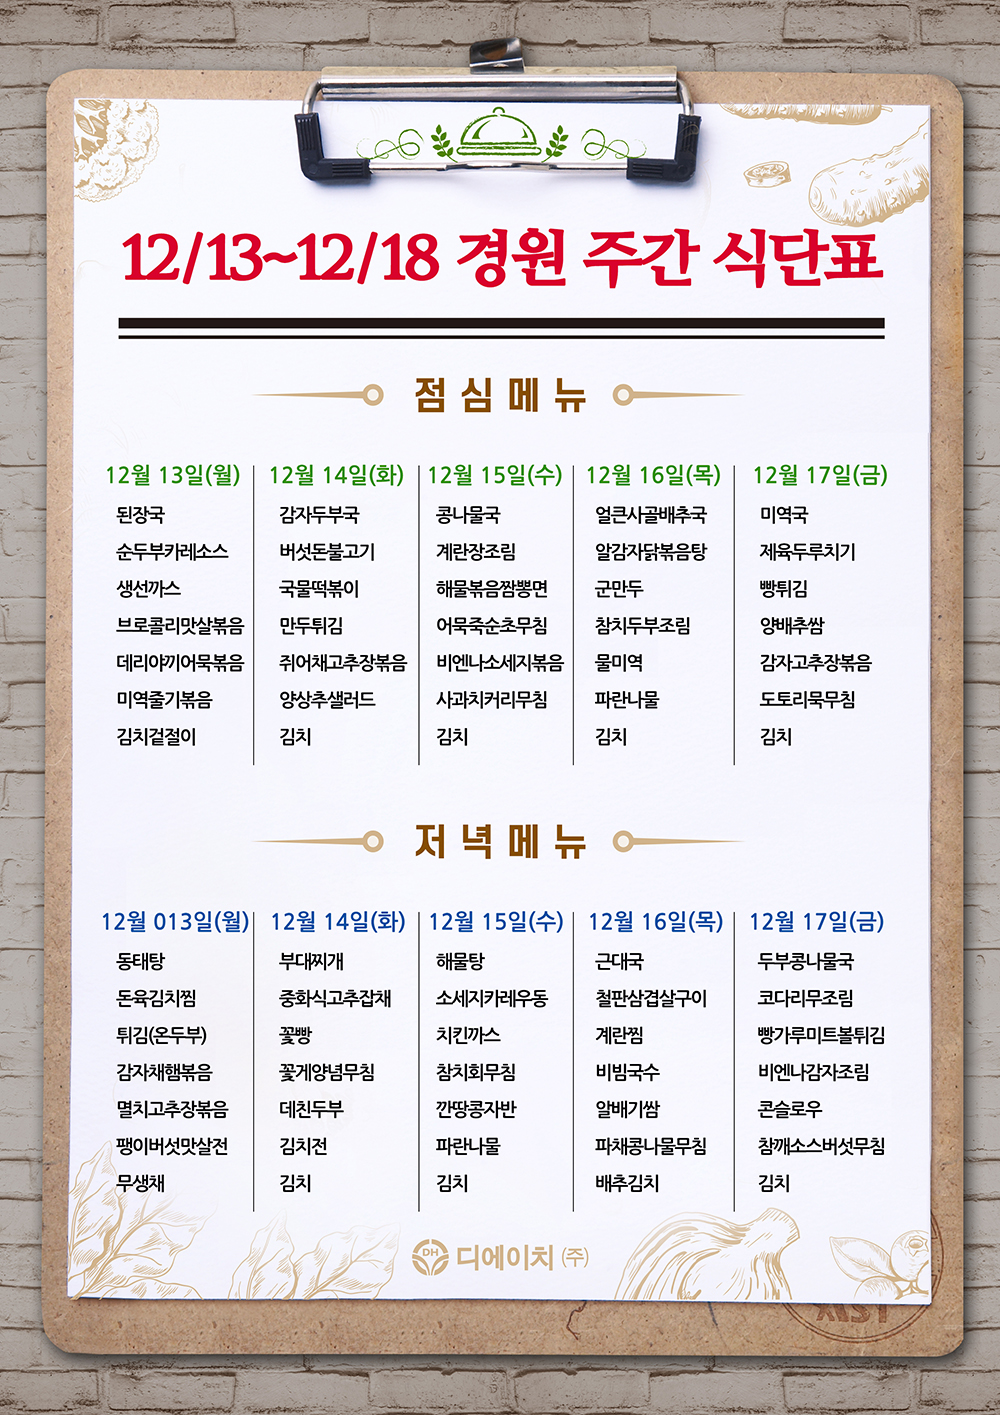 12/13~12/18 경원 주간 식단표
점심메뉴
12월 13일(월)
된장국
순두부카레소스
생선까스
브로콜리맛살볶음
데리야끼어묵볶음
미역줄기볶음
김치겉절이
12월 14일(화)
감자두부국
버섯돈불고기
국물떡볶이
만두튀김
쥐어채고추장볶음
양상추샐러드
김치
12월 15일(수)
콩나물국
계란장조림
해물볶음짬뽕면
어묵죽순초무침
비엔나소세지볶음
사과치커리무침
김치
12월 16일(목)
얼큰사골배추국
알감자닭볶음탕
군만두
참치두부조림
물미역
파란나물
김치
12월 17일(금)
미역국
제육두루치기
빵튀김
양배추쌈
감자고추장볶음
도토리묵무침
김치
저녁메뉴
12월 013일(월)
동태탕
돈육김치찜
튀김(온두부)
감자채햄볶음
멸치고추장볶음
팽이버섯맛살전
무생채
12월 14일(화)
부대찌개
중화식고추잡채
꽃빵
꽃게양념무침
데친두부
김치전
김치
12월 15일(수)
해물탕
소세지카레우동
치킨까스
참치회무침
깐땅콩자반
파란나물
김치
12월 16일(목)
근대국
철판삼겹살구이
계란찜
비빔국수
알배기쌈
파채콩나물무침
배추김치
12월 17일(금)
두부콩나물국
코다리무조림
빵가루미트볼튀김
비엔나감자조림
콘슬로우
참깨소스버섯무침
김치
DH 디에이치(주)